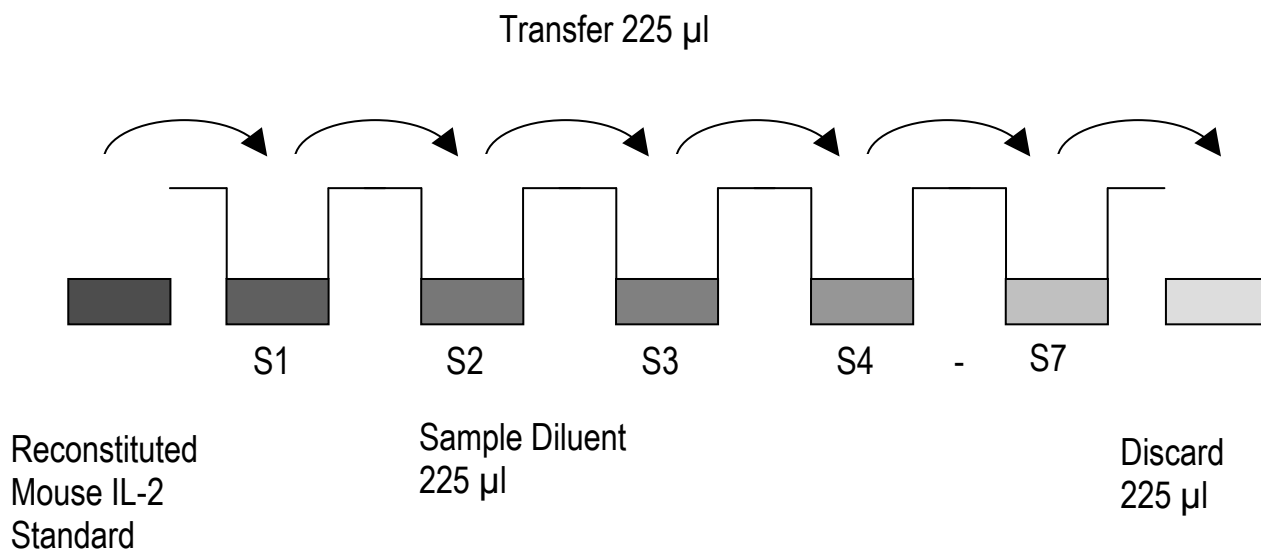 Transfer 225 µl
S1 S2 S3 S4 - S7
Reconstituted
Mouse IL-2
Standard
Sample Diluent
225 µl
Discard
225 µl